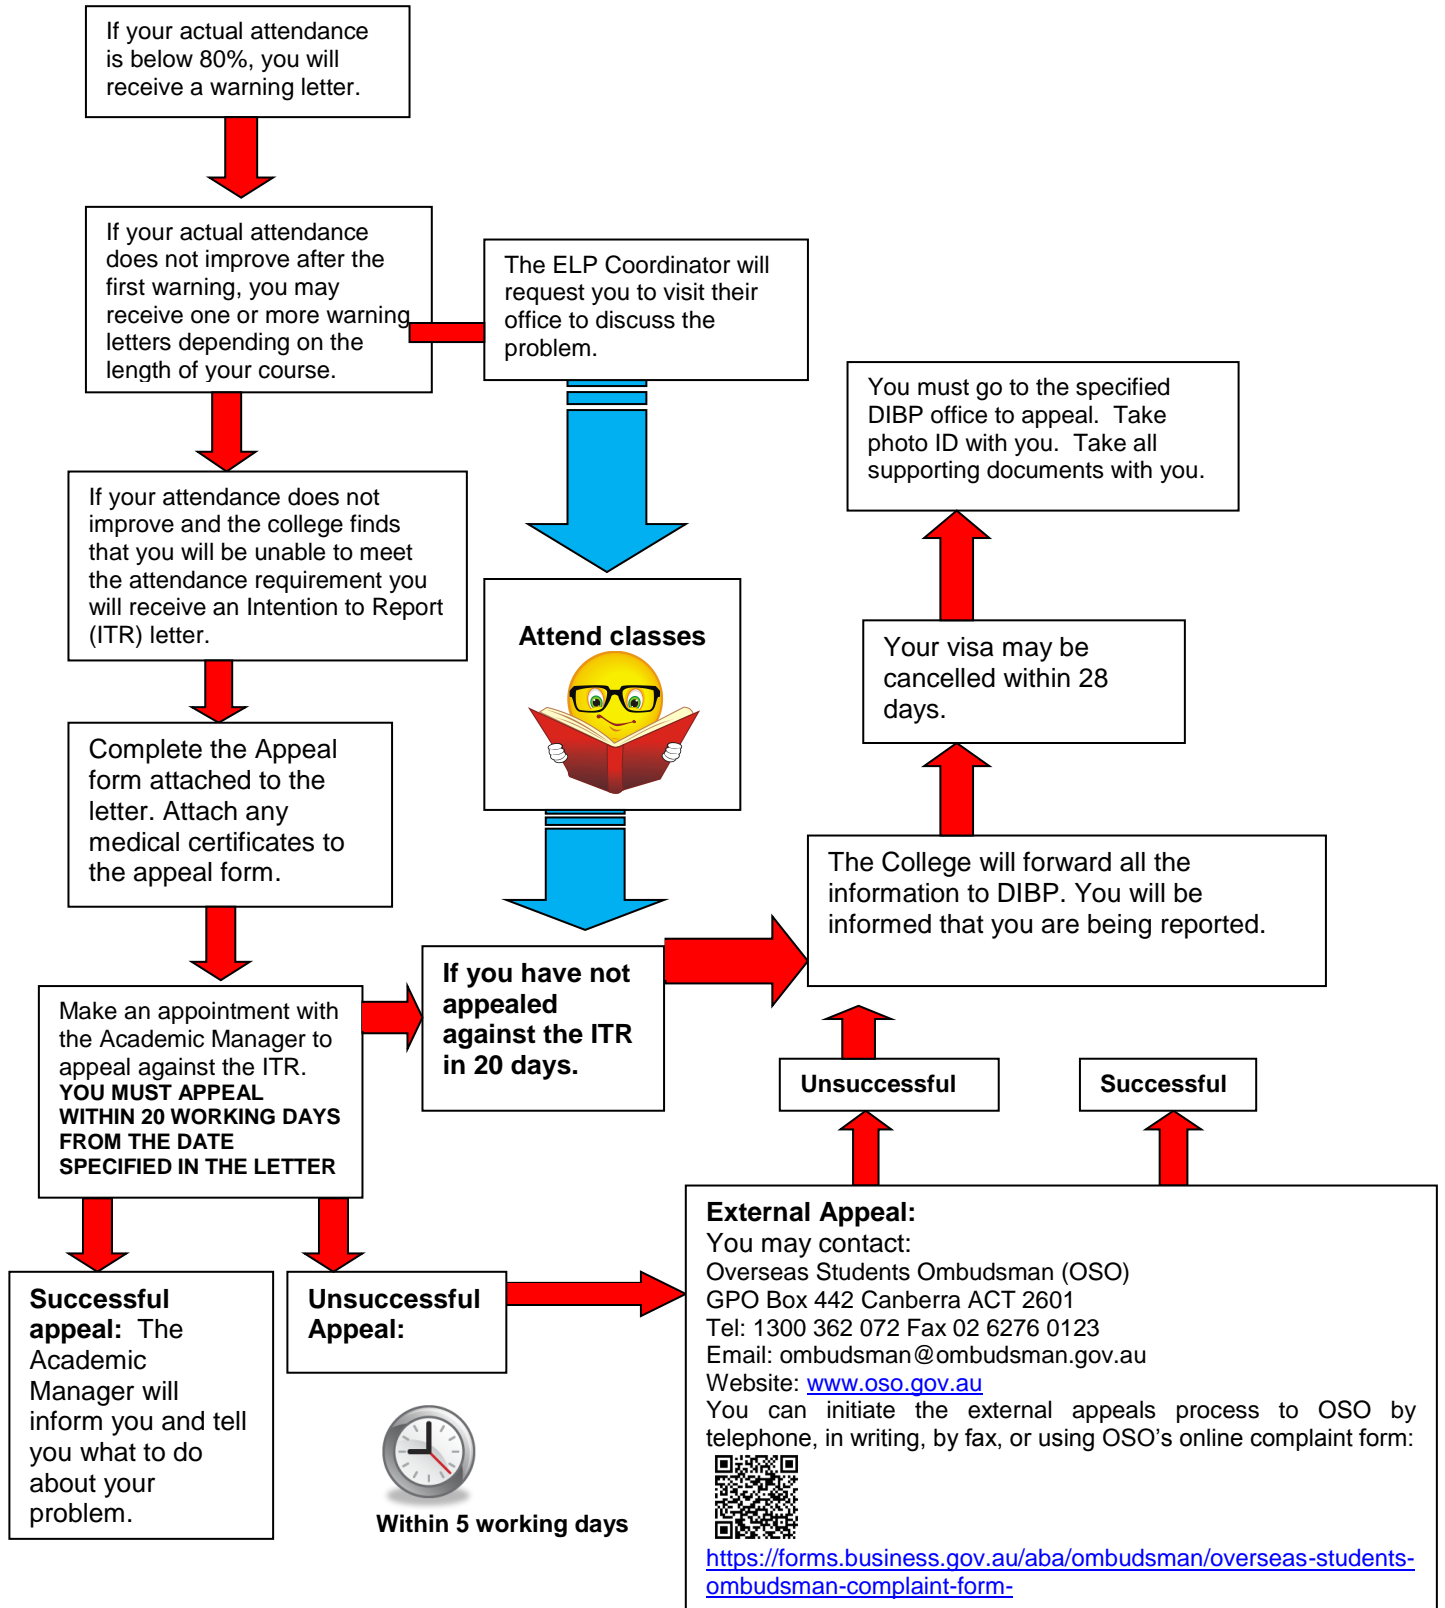 If your actual attendance
is below 80%, you will
receive a warning letter.
If your actual attendance
does not improve after the
first warning, you may
receive one or more warning
letters depending on the
length of your course.
The ELP Coordinator will
request you to visit their
office to discuss the
problem.
You must go to the specified
DIBP office to appeal. Take
photo ID with you. Take all
supporting documents with you.
If your attendance does not
improve and the college finds
that you will be unable to meet
the attendance requirement you
will receive an Intention to Report
(ITR) letter.
Attend classes
Your visa may be
cancelled within 28
days.
Complete the Appeal
form attached to the
letter. Attach any
medical certificates to
the appeal form.
The College will forward all the
information to DIBP. You will be
informed that you are being reported.
If you have not
appealed
against the ITR
in 20 days.
Make an appointment with
the Academic Manager to
appeal against the ITR.
YOU MUST APPEAL
WITHIN 20 WORKING DAYS
FROM THE DATE
SPECIFIED IN THE LETTER
Unsuccessful
Successful
Successful
appeal: The
Academic
Manager will
inform you and tell
you what to do
about your
problem.
Unsuccessful
Appeal:
Within 5 working days
External Appeal:
You may contact:
Overseas Students Ombudsman (OSO)
GPO Box 442 Canberra ACT 2601
Tel: 1300 362 072 Fax 02 6276 0123
Email: ombudsman@ombudsman.gov.au
Website: www.oso.gov.au
You can initiate the external appeals process to OSO by
telephone, in writing, by fax, or using OSO's online complaint form:
https://forms.business.gov.au/aba/ombudsman/overseas-students-
ombudsman-complaint-form-